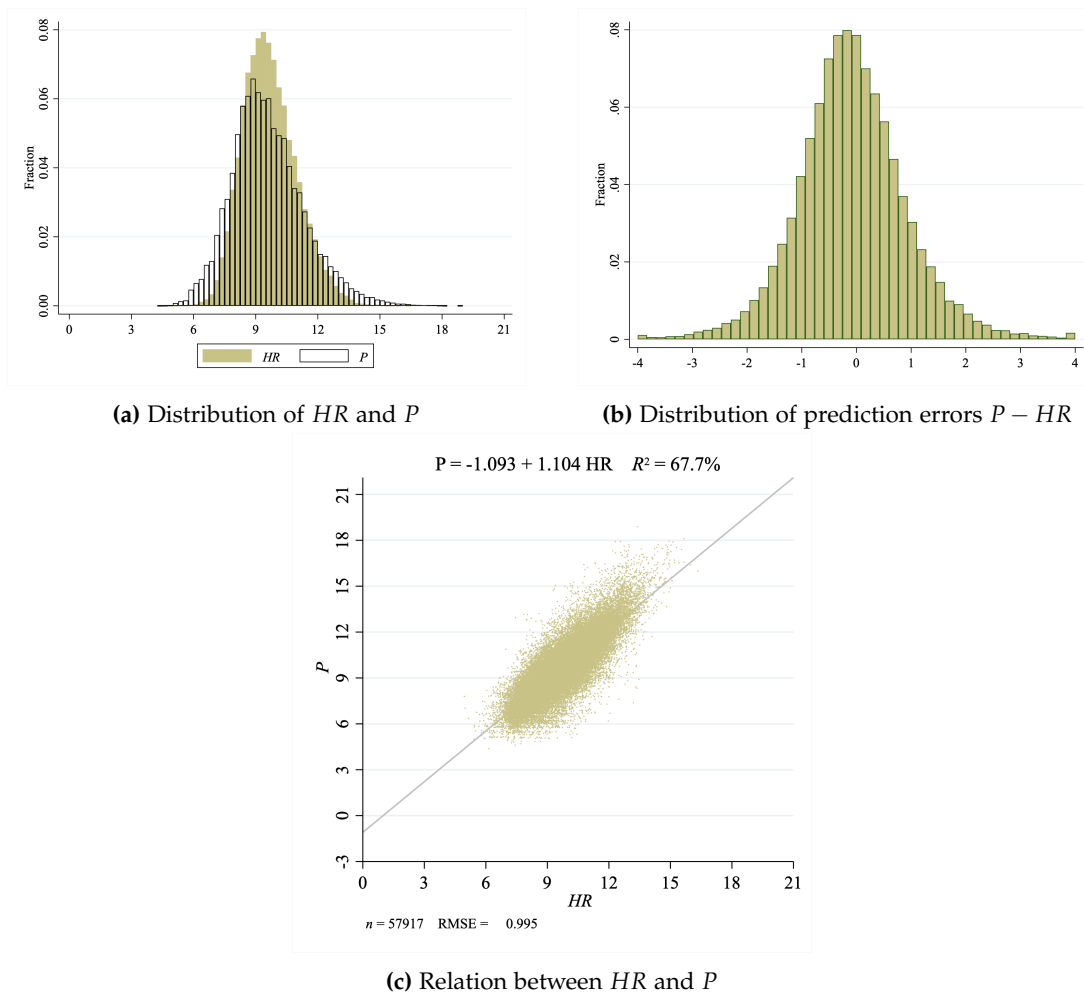 0.08
0.06
0.04
0.02
0.00
Fraction
0 3 6 9 12 15 18 21
HR P
(a) Distribution of HR and P
.08
.06
.04
.02
0
Fraction
-4 -3 -2 -1 0 1 2 3 4
(b) Distribution of prediction errors P − HR
P = -1.093 + 1.104 HR R² = 67.7%
21
18
15
12
9
6
3
0
-3
P
0 3 6 9 12 15 18 21
HR
n = 57917 RMSE = 0.995
(c) Relation between HR and P